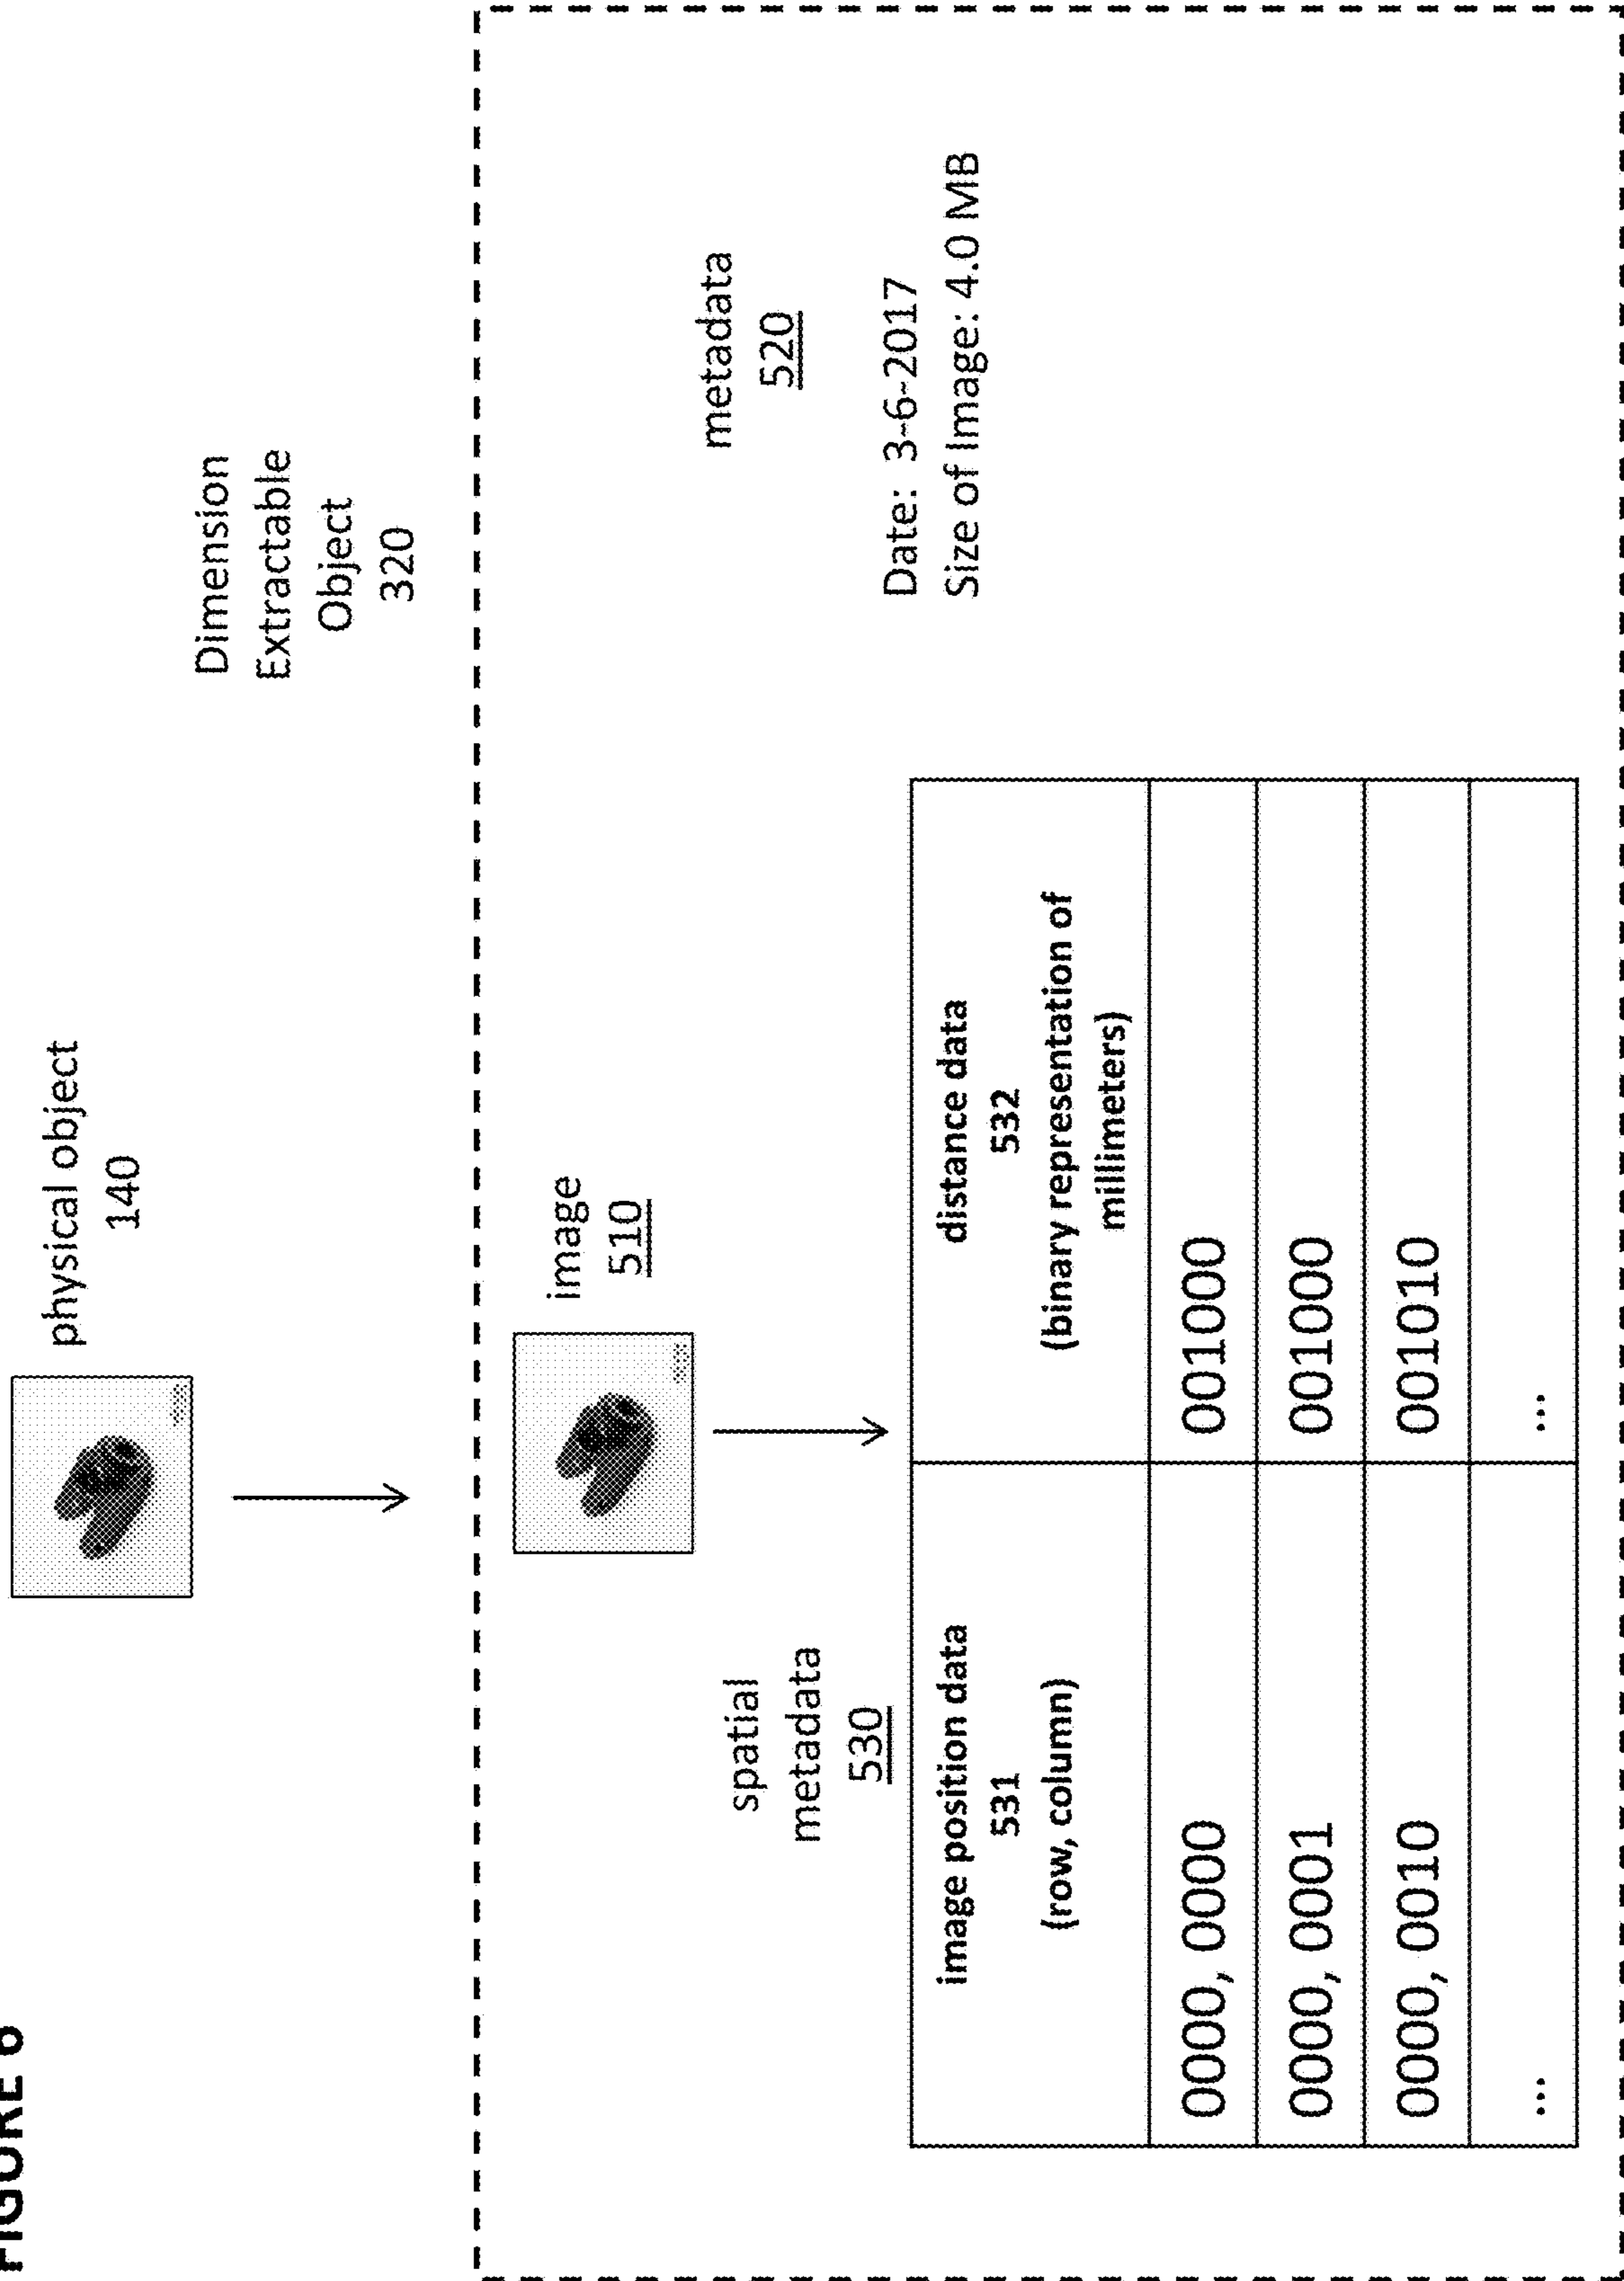 FIGURE
physical object
140
Dimension
Extractable
Object
320
image
510
spatial
metadata
530
metadata
520
Date: 3-6-2017
Size of Image: 4.0 MB
image position data
531
(row, column)
distance data
532
(binary representation of
millimeters)
0000, 0000 001000
0000, 0001 001000
0000, 0010 001010
... ...